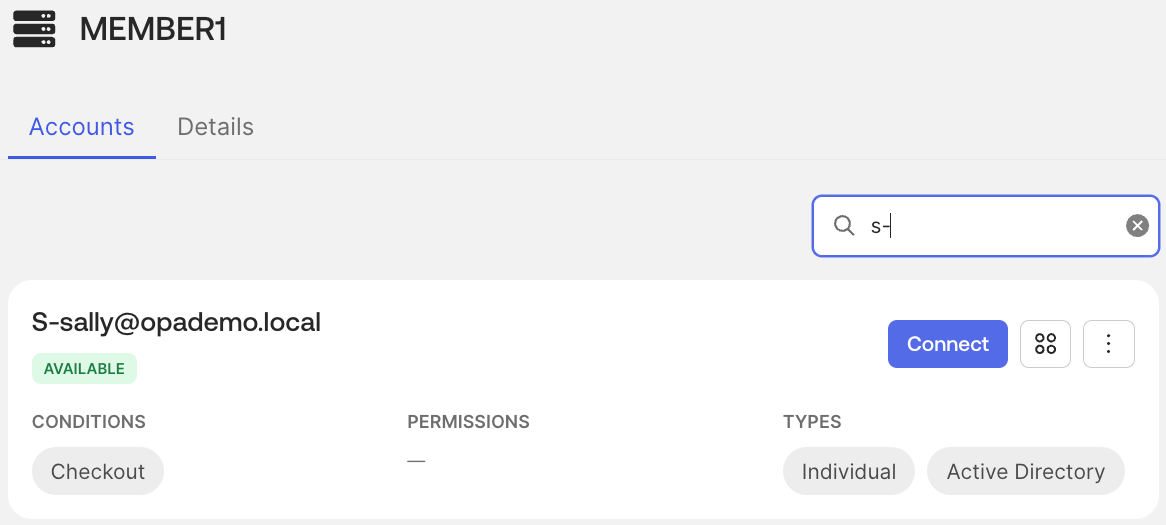 MEMBER1
Accounts Details
s-
S-sally@opademo.local
Connect
AVAILABLE
CONDITIONS PERMISSIONS TYPES
Checkout — Individual Active Directory